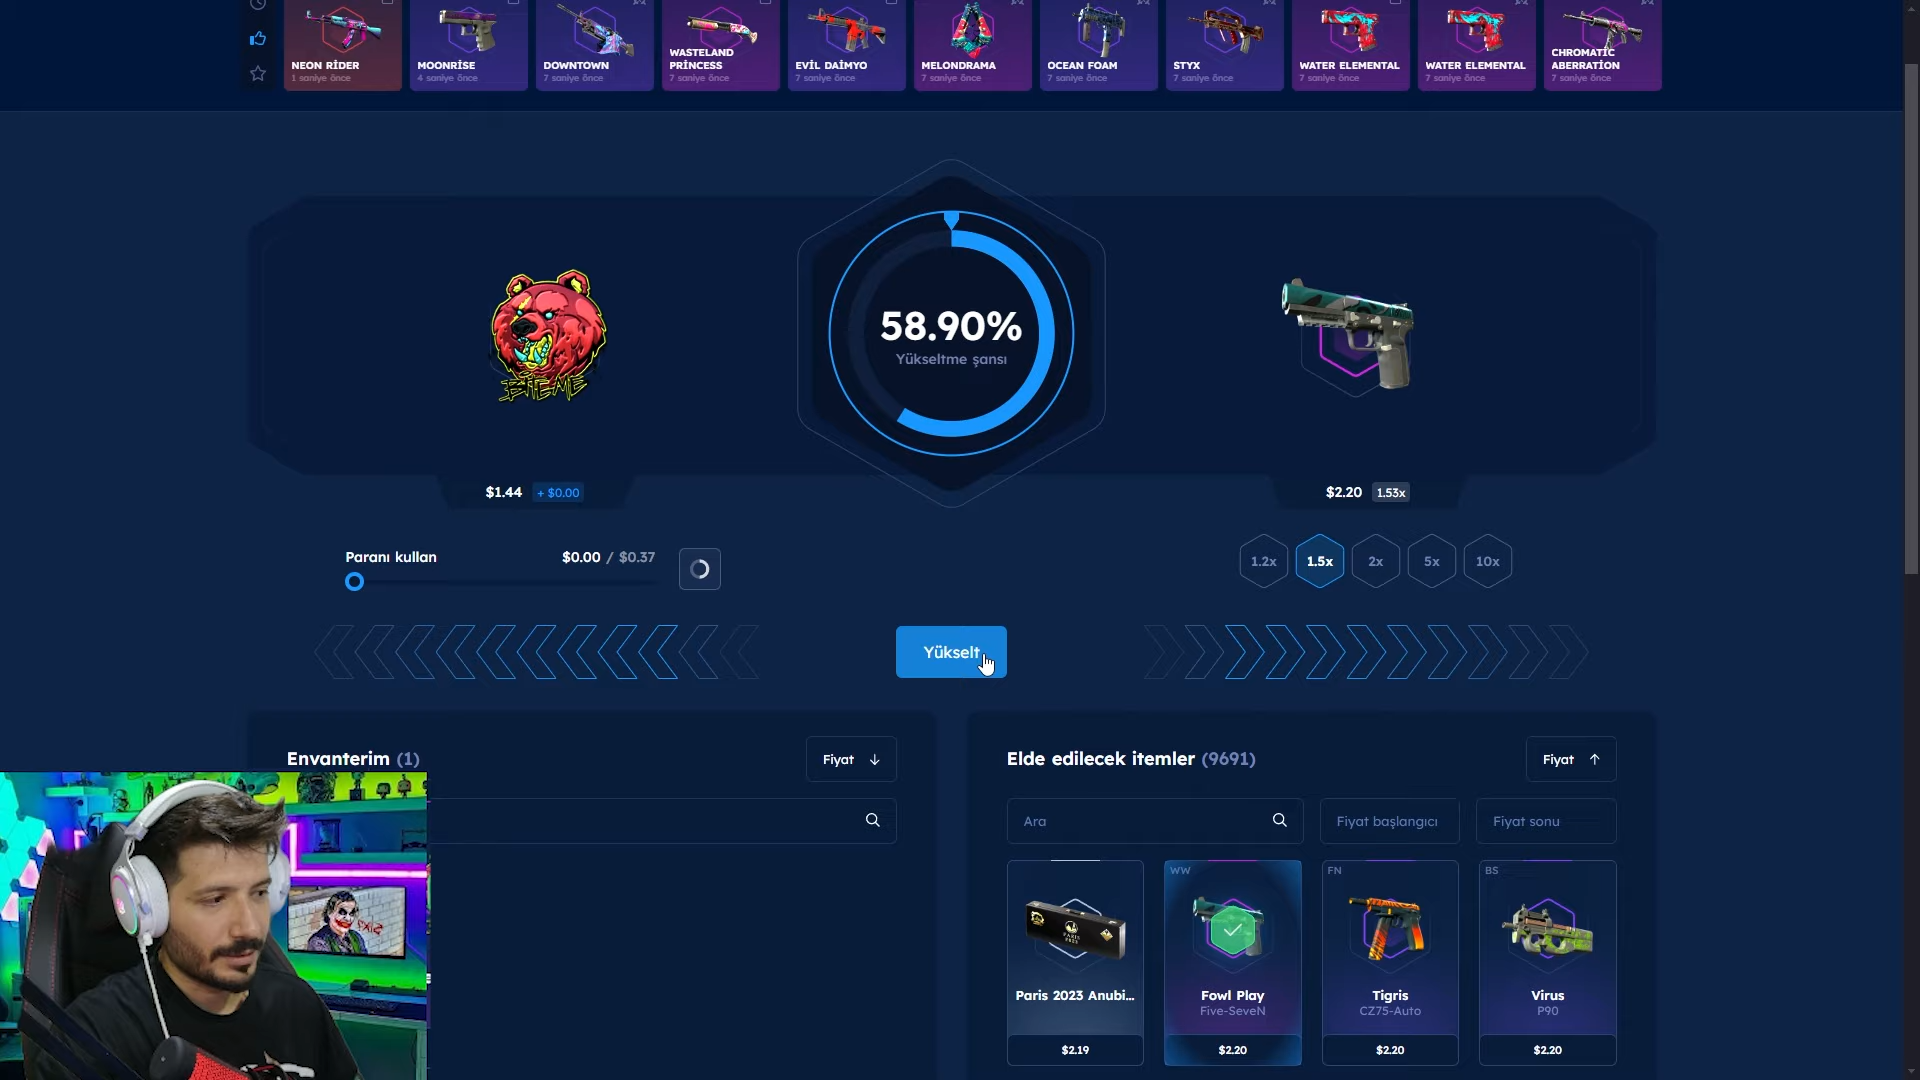 NEON RİDER
1 saniye önce
MOONRİSE
4 saniye önce
DOWNTOWN
7 saniye önce
WASTELAND
PRİNCESS
7 saniye önce
EVİL DAİMYO
7 saniye önce
MELONDRAMA
7 saniye önce
OCEAN FOAM
7 saniye önce
STYX
7 saniye önce
WATER ELEMENTAL
7 saniye önce
WATER ELEMENTAL
7 saniye önce
CHROMATİC
ABERRATİON
7 saniye önce
BITEME
58.90%
Yükseltme şansı
$1.44 + $0.00
$2.20 1.53x
Paranı kullan $0.00 / $0.37
1.2x 1.5x 2x 5x 10x
Yükselt
Envanterim (1)
Fiyat
Elde edilecek itemler (9691)
Fiyat
Ara
Fiyat başlangıcı
Fiyat sonu
Paris 2023 Anubi...
$2.19
WW
Fowl Play
Five-SeveN
$2.20
FN
Tigris
CZ75-Auto
$2.20
BS
Virus
P90
$2.20